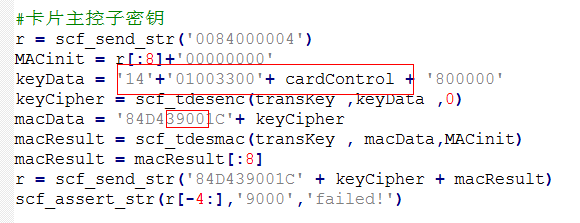 #卡片主控子密钥
r = scf_send_str('0084000004')
MACinit = r[:8]+'00000000'
keyData = '14'+'01003300'+ cardControl + '800000'
keyCipher = scf_tdesenc(transKey ,keyData ,0)
macData = '84D439001C'+ keyCipher
macResult = scf_tdesmac(transKey , macData,MACinit)
macResult = macResult[:8]
r = scf_send_str('84D439001C' + keyCipher + macResult)
scf_assert_str(r[-4:],'9000','failed!')